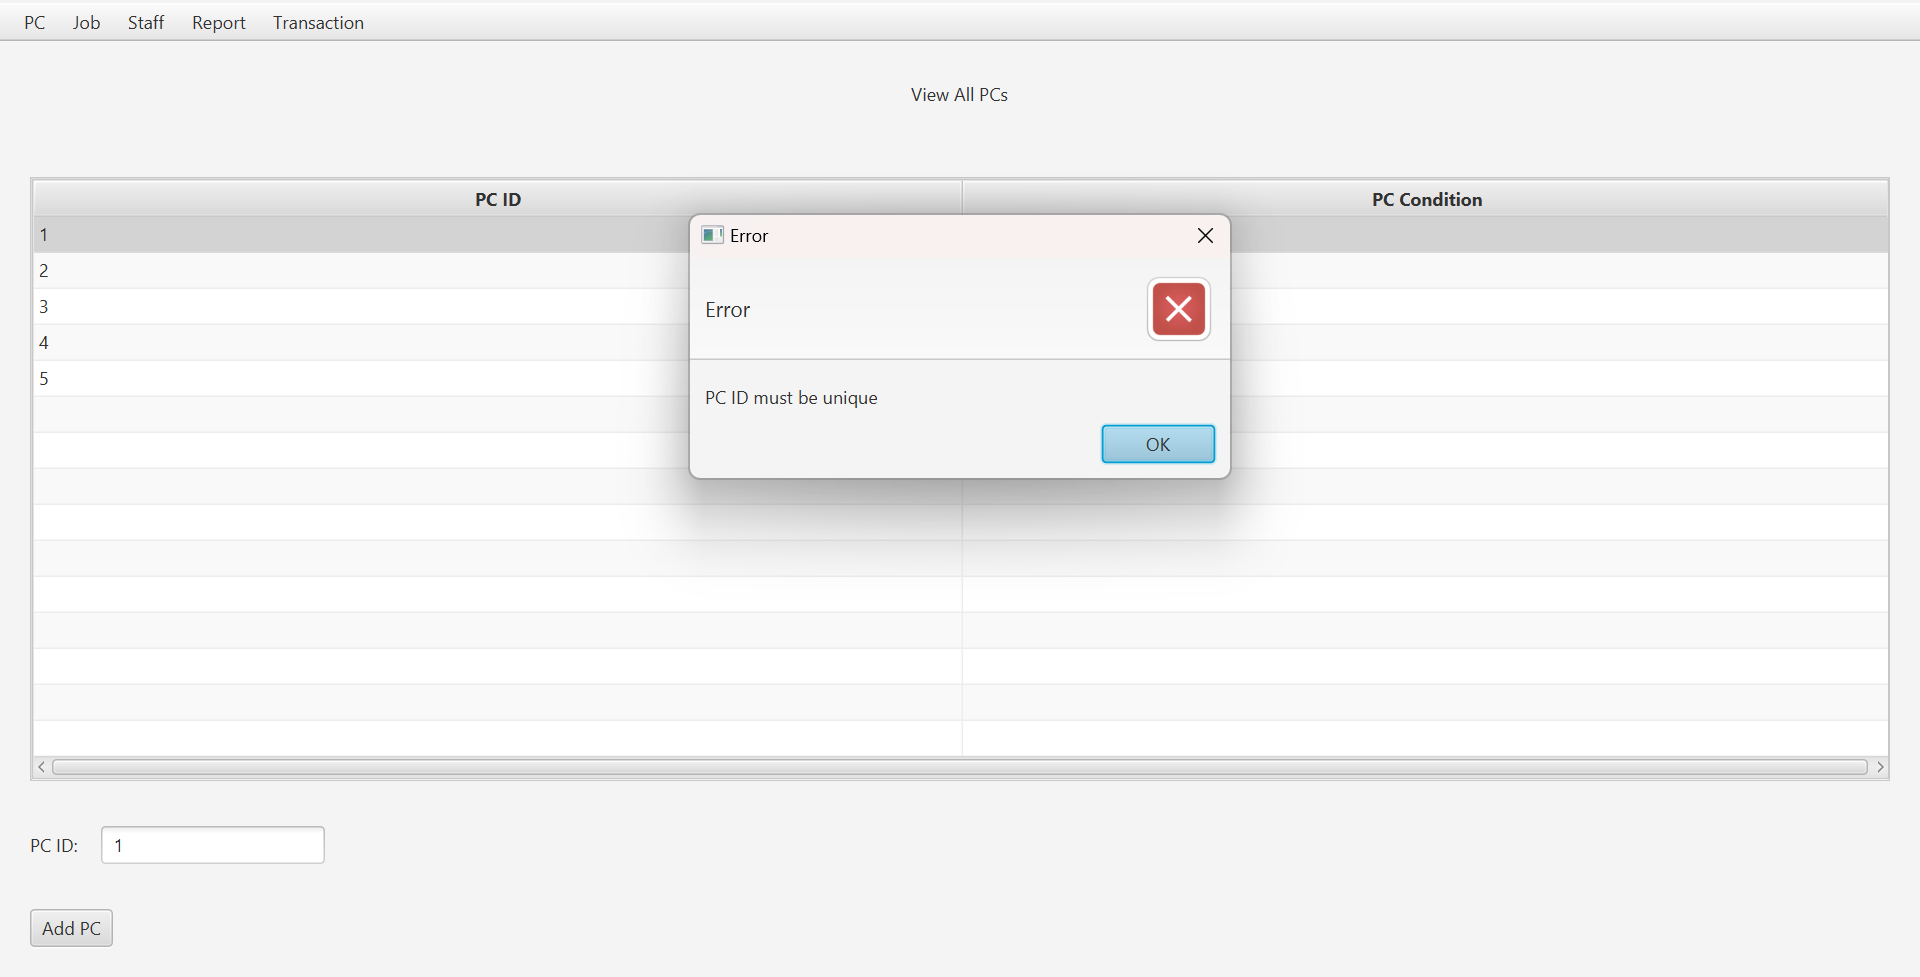 PC Job Staff Report Transaction
View All PCs
PC ID PC Condition
1
2
3
4
5
Error
Error
PC ID must be unique
OK
PC ID: 1
Add PC